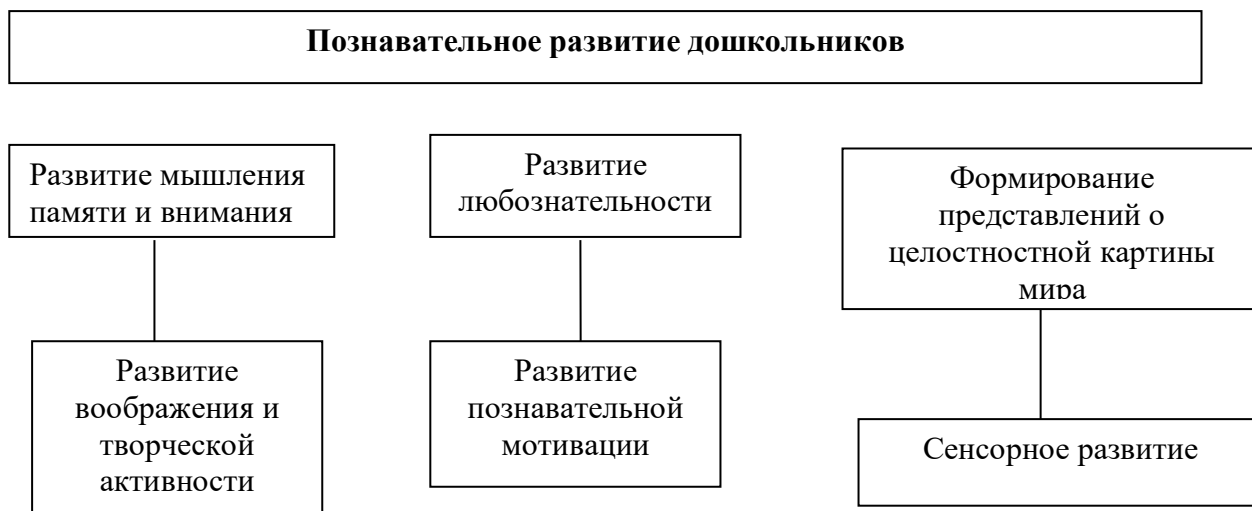 Познавательное развитие дошкольников
Развитие мышления
памяти и внимания
Развитие
любознательности
Формирование
представлений о
целостностной картины
мира
Развитие
воображения и
творческой
активности
Развитие
познавательной
мотивации
Сенсорное развитие